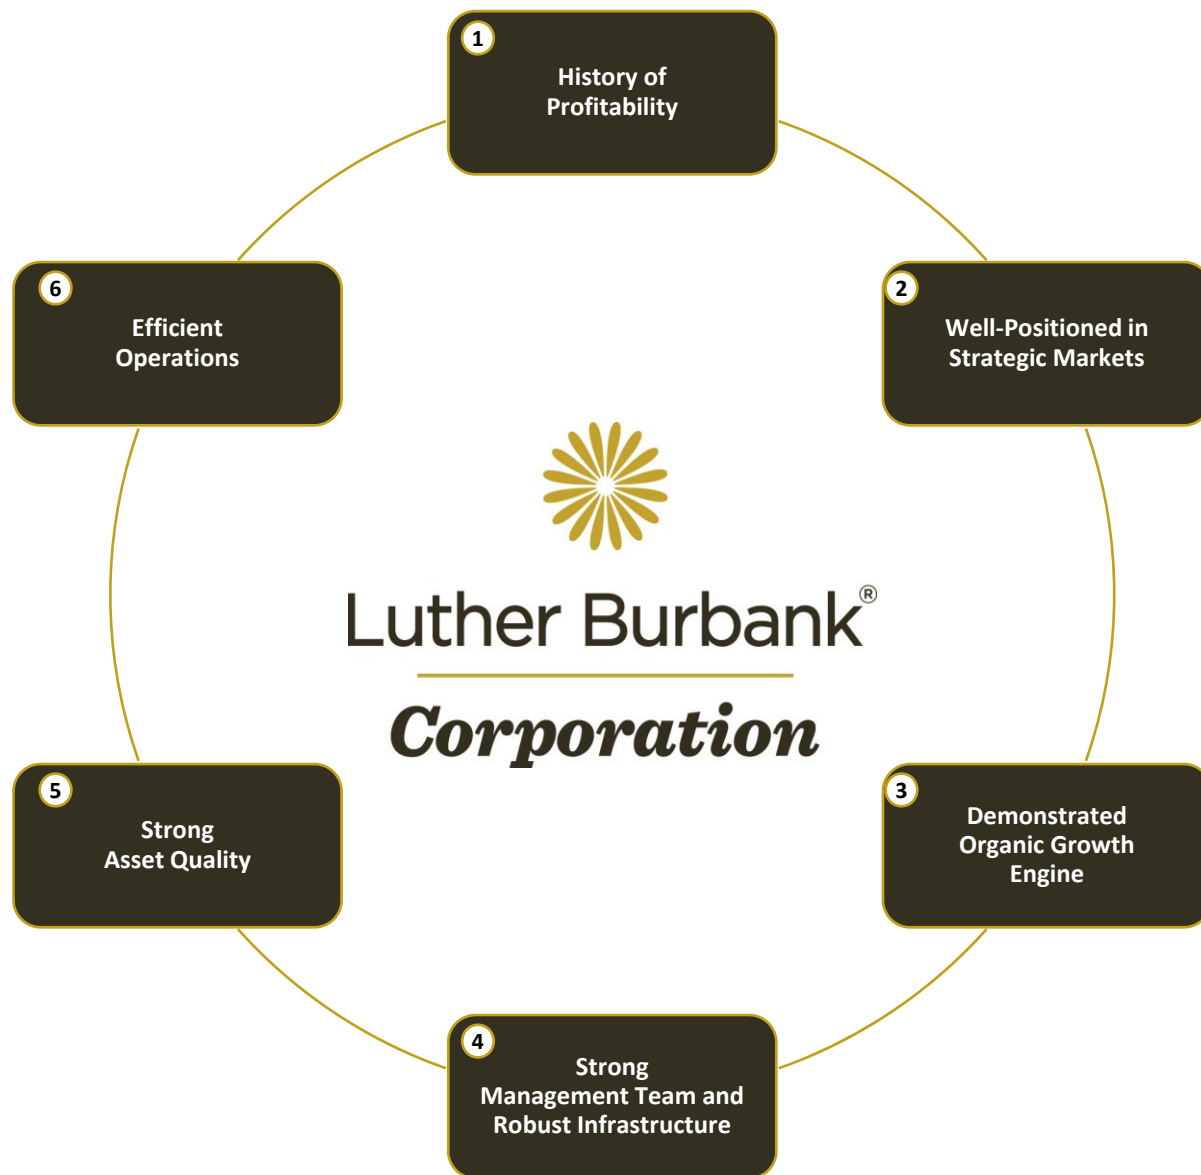 1
History of
Profitability
2
Well-Positioned in
Strategic Markets
3
Demonstrated
Organic Growth
Engine
4
Strong
Management Team and
Robust Infrastructure
5
Strong
Asset Quality
6
Efficient
Operations
Luther Burbank®
Corporation